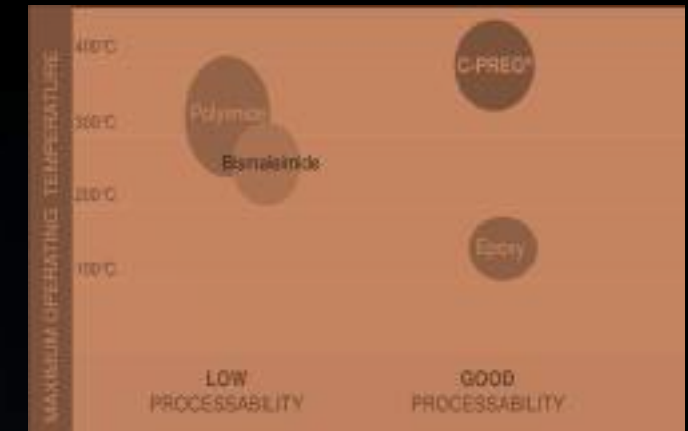 MAXIMUM OPERATING TEMPERATURE
400°C
C-PREG®
Polyimide
300°C
Bismaleimide
200°C
Epoxy
100°C
LOW
PROCESSABILITY
GOOD
PROCESSABILITY